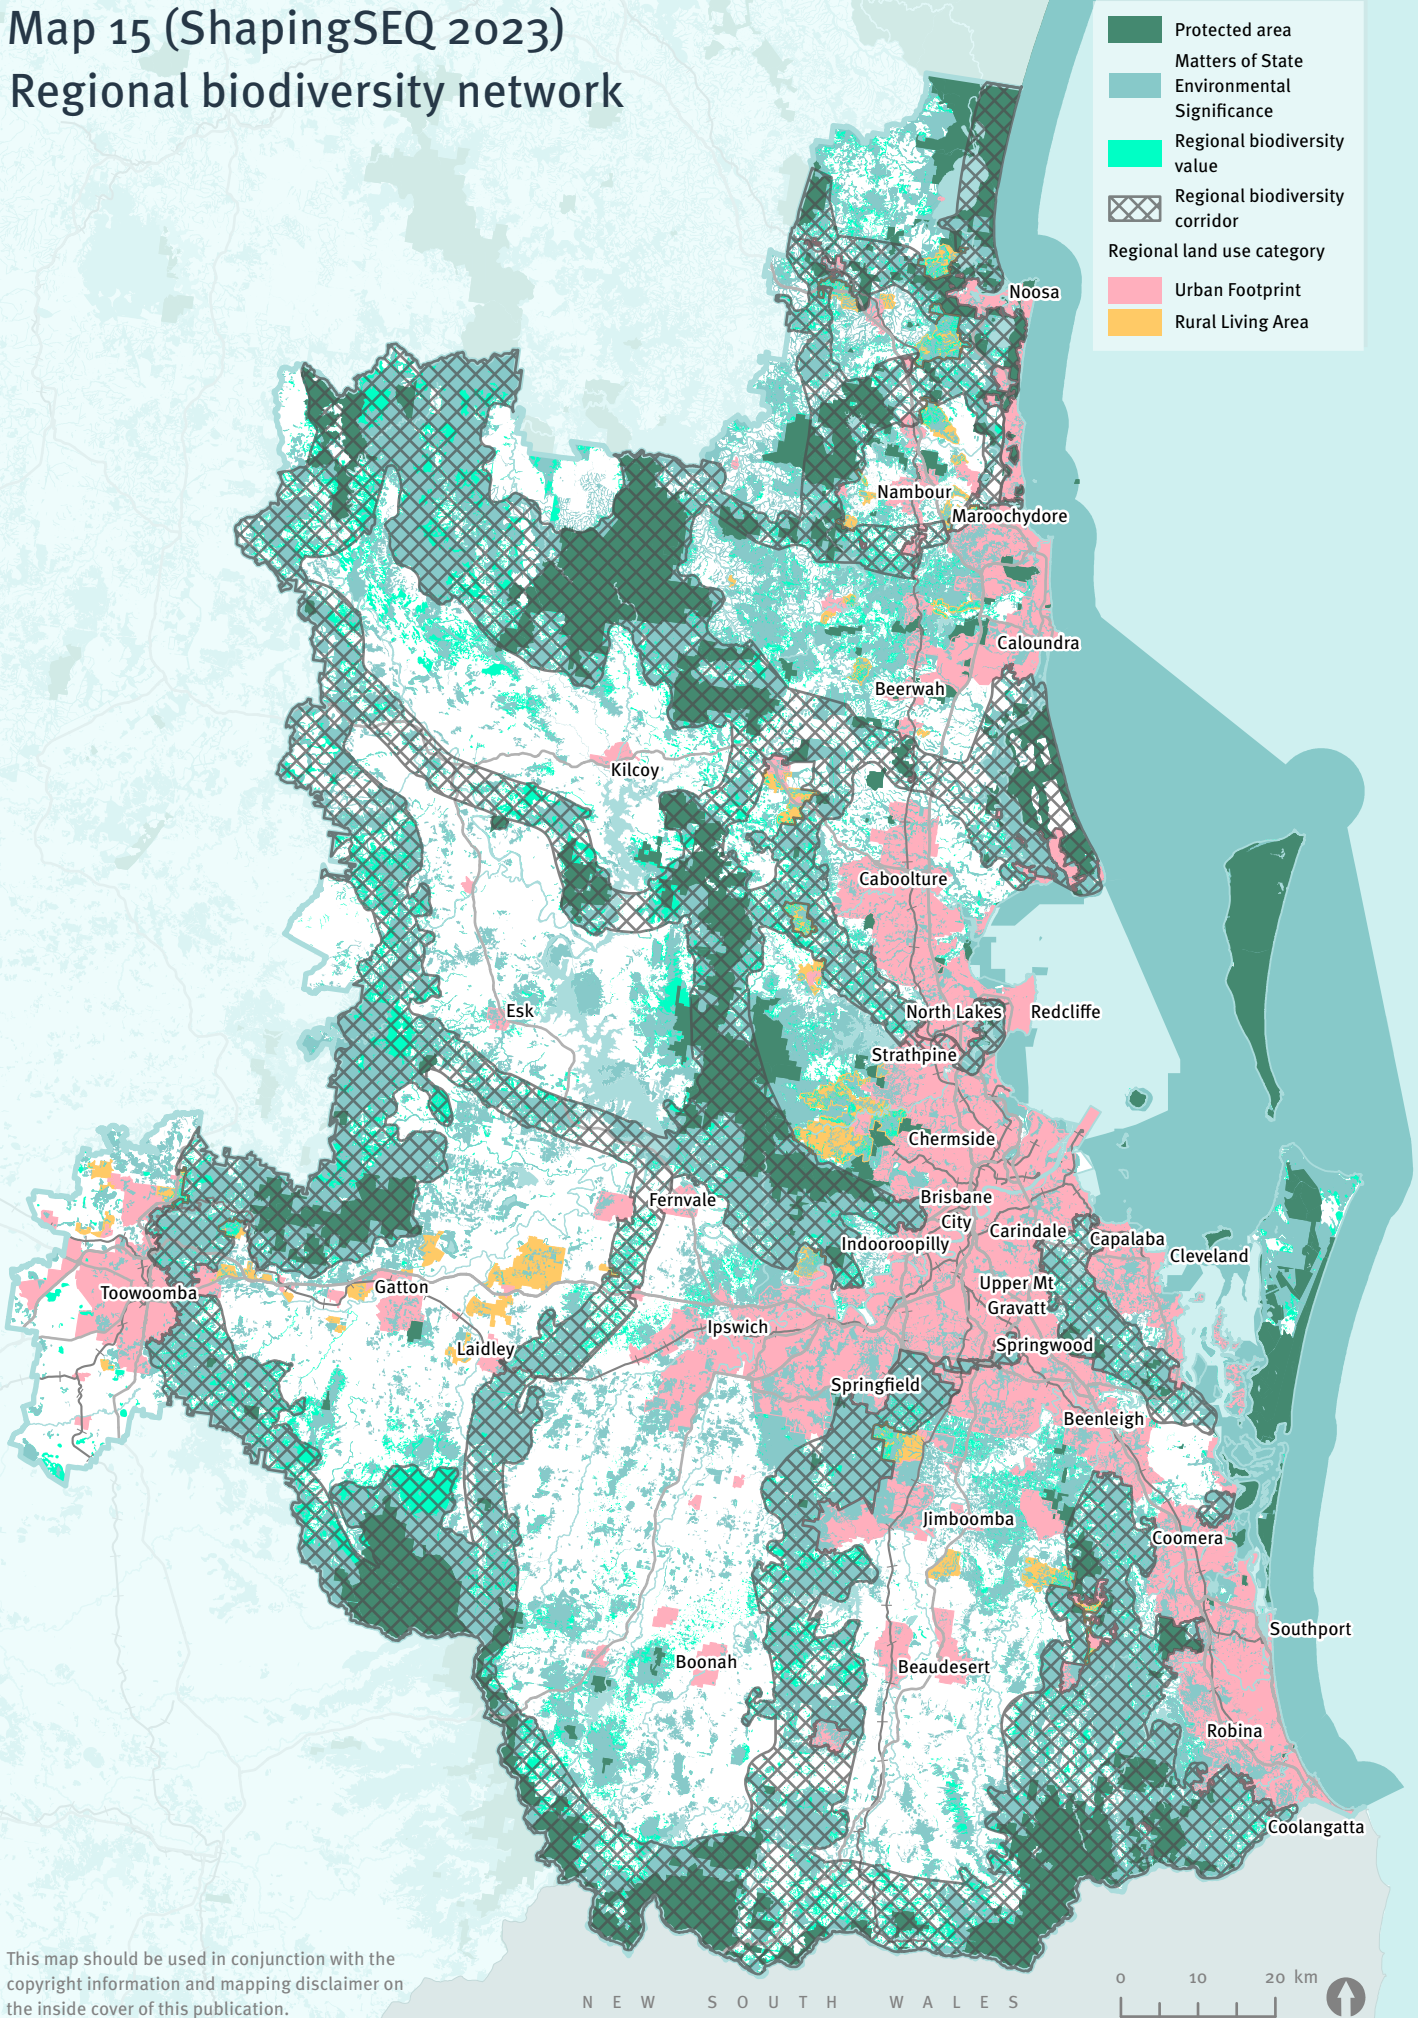 Map 15 (ShapingSEQ 2023)
Regional biodiversity network
Protected area
Matters of State
Environmental
Significance
Regional biodiversity
value
Regional biodiversity
corridor
Regional land use category
Urban Footprint
Rural Living Area
Noosa
Nambour
Maroochydore
Caloundra
Beerwah
Kilcoy
Caboolture
Esk
North Lakes
Redcliffe
Strathpine
Chermside
Fernvale
Brisbane
City
Carindale
Capalaba
Indooroopilly
Cleveland
Upper Mt
Gravatt
Toowoomba
Gatton
Ipswich
Laidley
Springwood
Springfield
Beenleigh
Jimboomba
Coomera
Southport
Boonah
Beaudesert
Robina
Coolangatta
This map should be used in conjunction with the
copyright information and mapping disclaimer on
the inside cover of this publication.
0 10 20 km
NEW SOUTH WALES